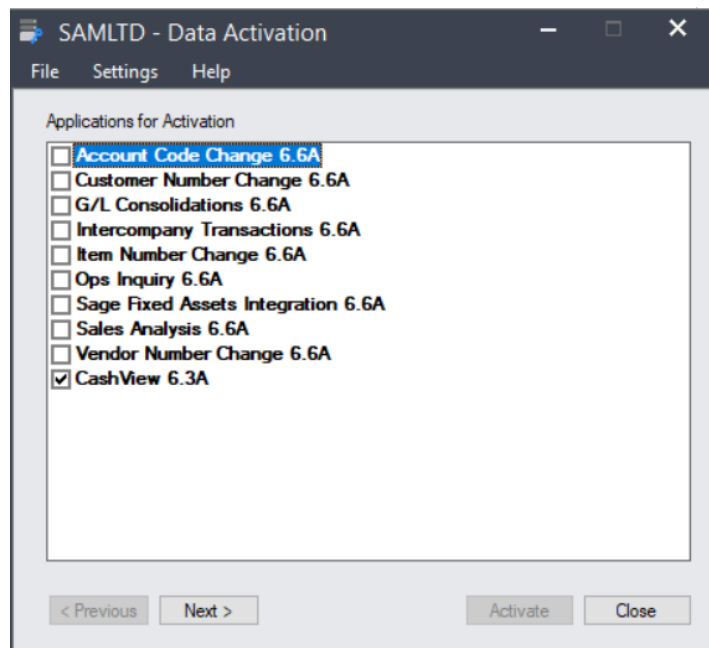 SAMLTD - Data Activation
File Settings Help
Applications for Activation
Account Code Change 6.6A
Customer Number Change 6.6A
G/L Consolidations 6.6A
Intercompany Transactions 6.6A
Item Number Change 6.6A
Ops Inquiry 6.6A
Sage Fixed Assets Integration 6.6A
Sales Analysis 6.6A
Vendor Number Change 6.6A
CashView 6.3A
< Previous Next > Activate Close